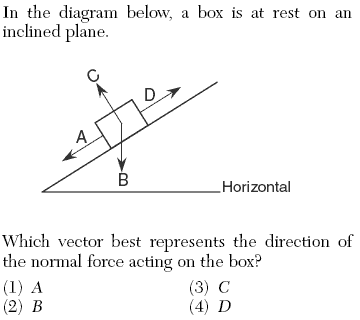 In the diagram below, a box is at rest on an
inclined plane.
C
D
A
B
Horizontal
Which vector best represents the direction of
the normal force acting on the box?
(1) A (3) C
(2) B (4) D